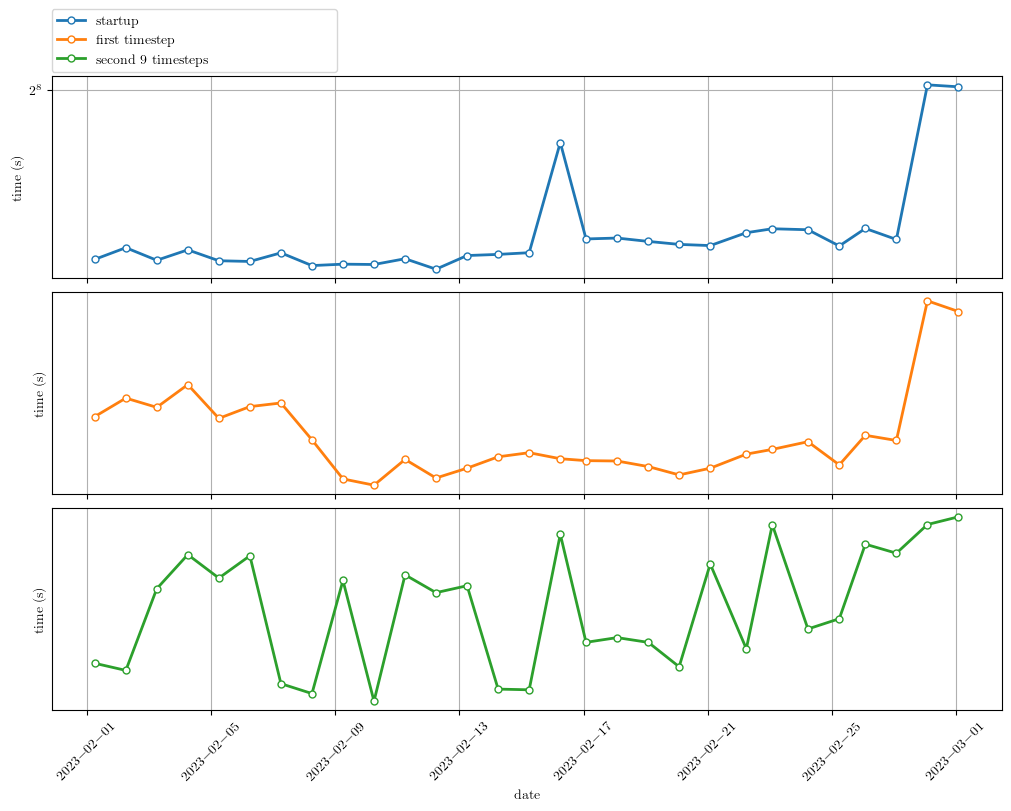 startup
first timestep
second 9 timesteps
2⁸
time (s)
time (s)
time (s)
2023−02−01
2023−02−05
2023−02−09
2023−02−13
2023−02−17
2023−02−21
2023−02−25
2023−03−01
date